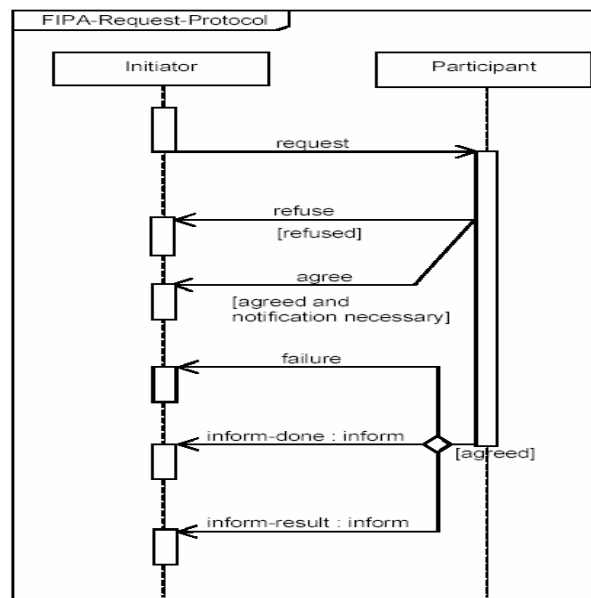 FIPA-Request-Protocol
Initiator
Participant
request
refuse
[refused]
agree
[agreed and
notification necessary]
failure
inform-done : inform
[agreed]
inform-result : inform